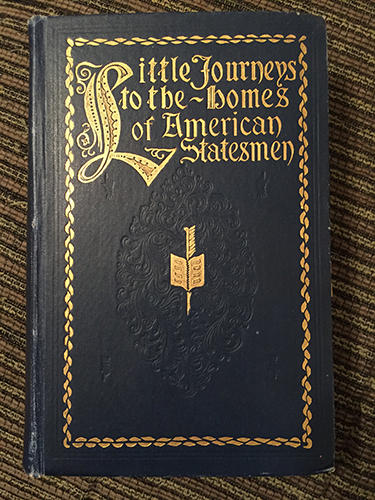 Little Journeys
to the Homes
of American
Statesmen